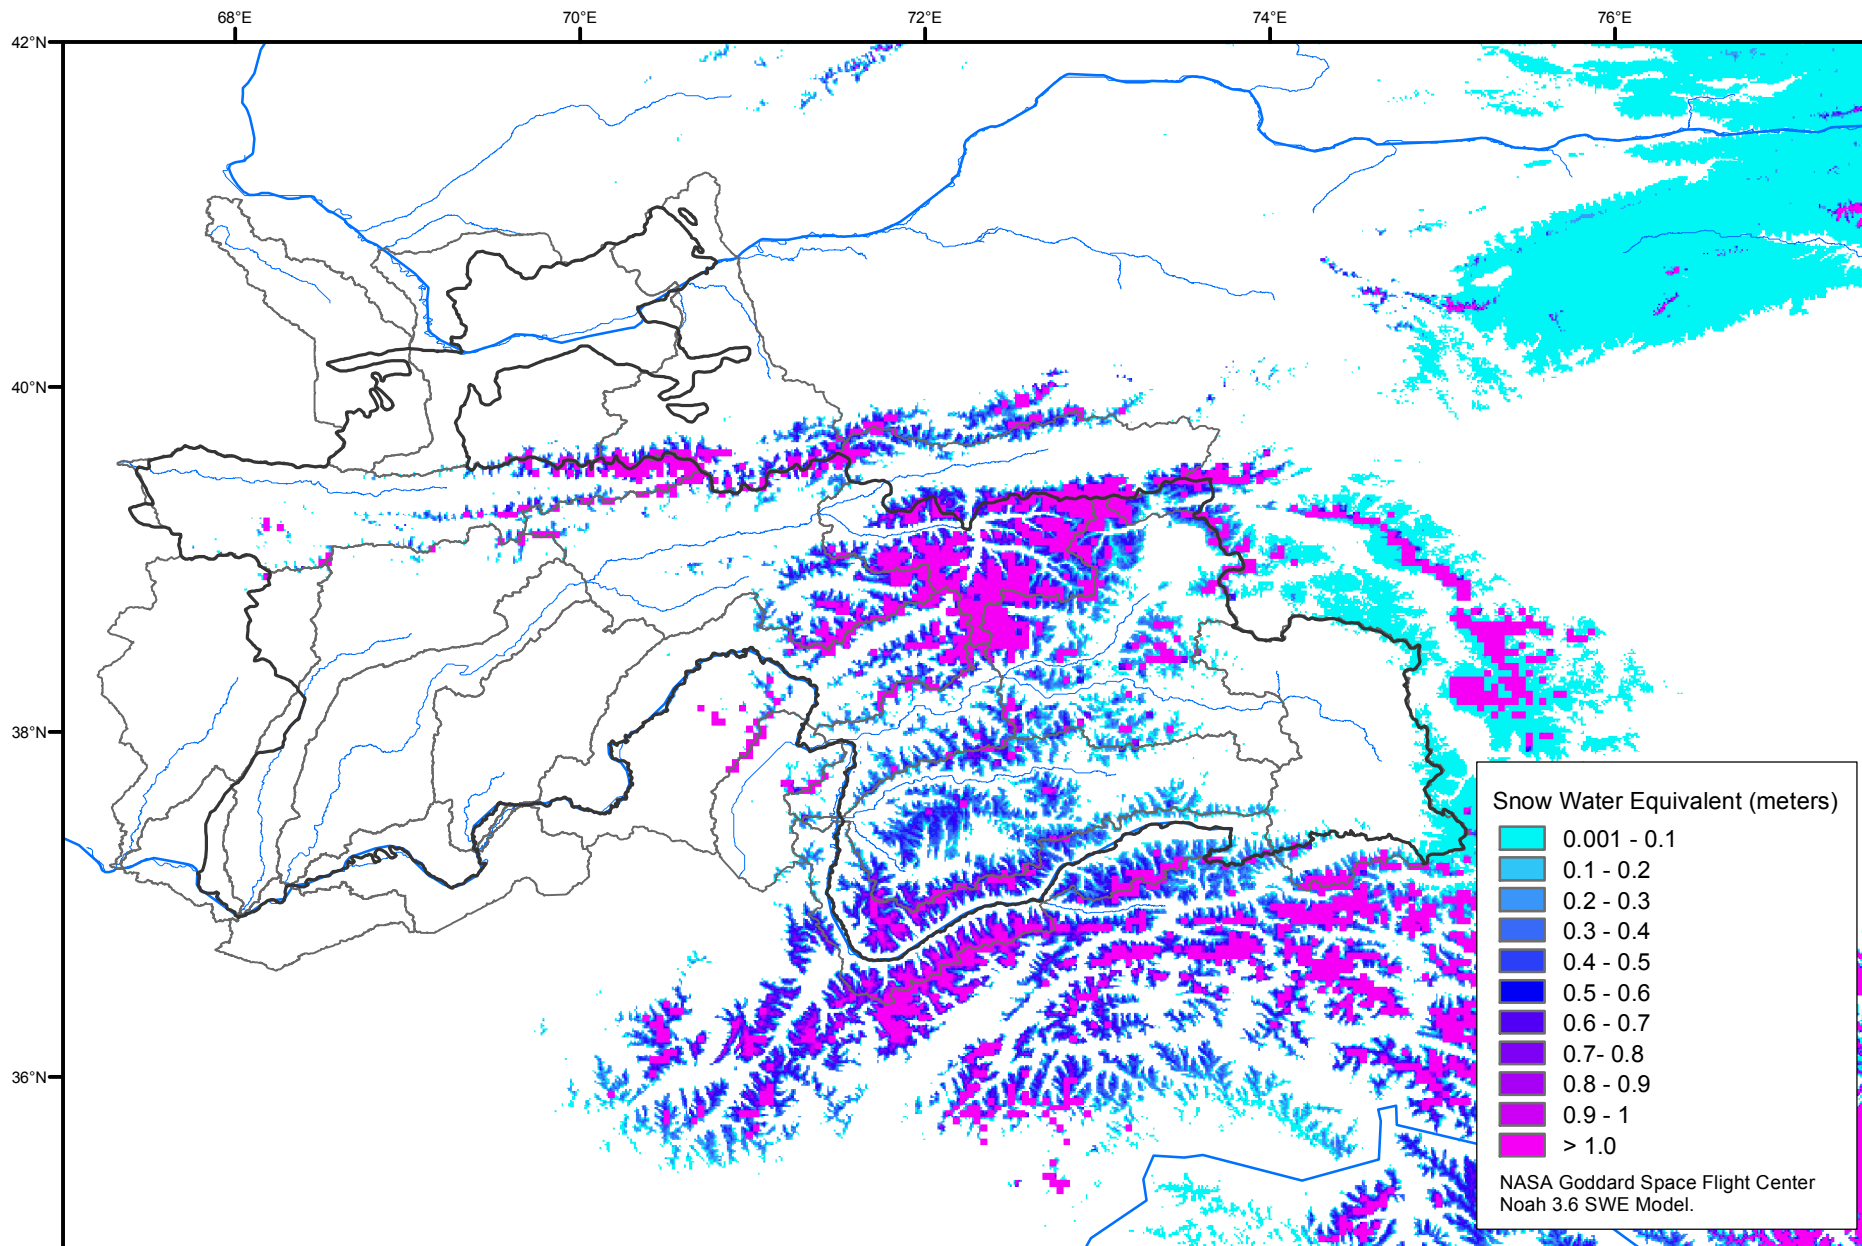 68°E 70°E 72°E 74°E 76°E
42°N
40°N
38°N
36°N
Snow Water Equivalent (meters)
0.001 - 0.1
0.1 - 0.2
0.2 - 0.3
0.3 - 0.4
0.4 - 0.5
0.5 - 0.6
0.6 - 0.7
0.7- 0.8
0.8 - 0.9
0.9 - 1
> 1.0
NASA Goddard Space Flight Center
Noah 3.6 SWE Model.